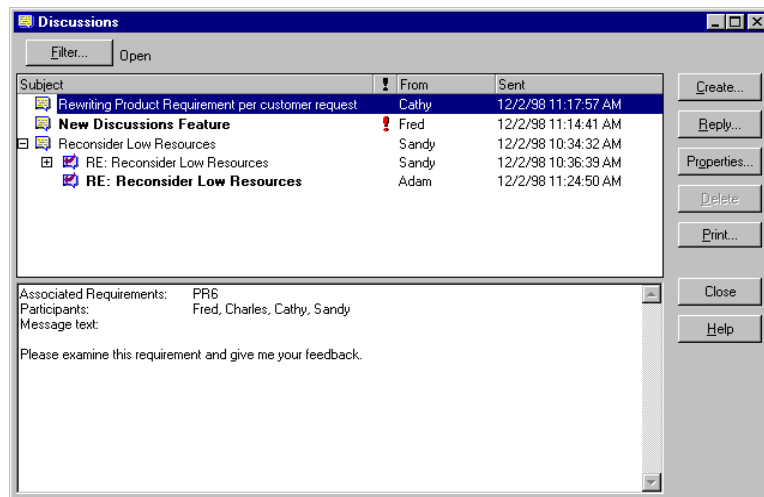 Discussions
Filter... Open
Subject ! From Sent
Rewriting Product Requirement per customer request Cathy 12/2/98 11:17:57 AM
New Discussions Feature ! Fred 12/2/98 11:14:41 AM
Reconsider Low Resources Sandy 12/2/98 10:34:32 AM
RE: Reconsider Low Resources Sandy 12/2/98 10:36:39 AM
RE: Reconsider Low Resources Adam 12/2/98 11:24:50 AM
Create...
Reply...
Properties...
Delete
Print...
Close
Help
Associated Requirements: PR6
Participants: Fred, Charles, Cathy, Sandy
Message text:
Please examine this requirement and give me your feedback.